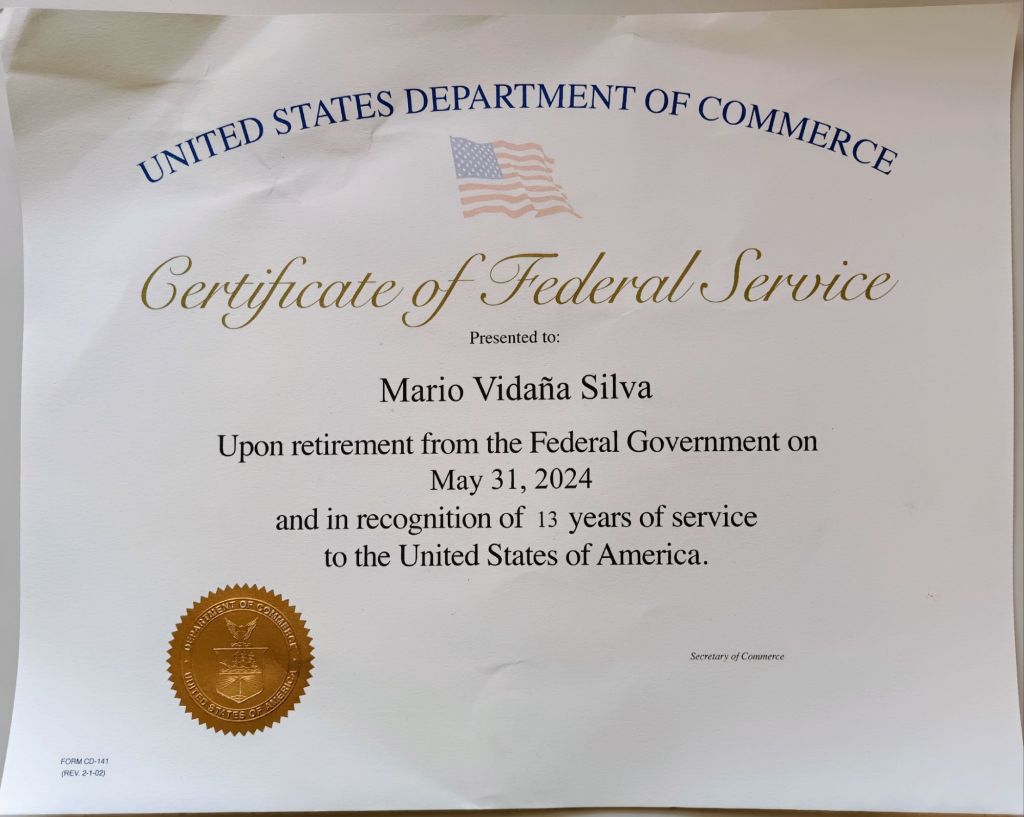 UNITED STATES DEPARTMENT OF COMMERCE
Certificate of Federal Service
Presented to:
Mario Vidaña Silva
Upon retirement from the Federal Government on
May 31, 2024
and in recognition of 13 years of service
to the United States of America.
DEPARTMENT OF COMMERCE
UNITED STATES OF AMERICA
Secretary of Commerce
FORM CD-141
(REV. 2-1-02)